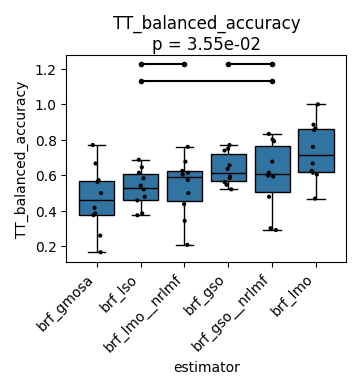 TT_balanced_accuracy
p = 3.55e-02
TT_balanced_accuracy
1.2
1.0
0.8
0.6
0.4
0.2
brf_gmosa
brf_lso
brf_lmo__nrlmf
brf_gso
brf_gso__nrlmf
brf_lmo
estimator